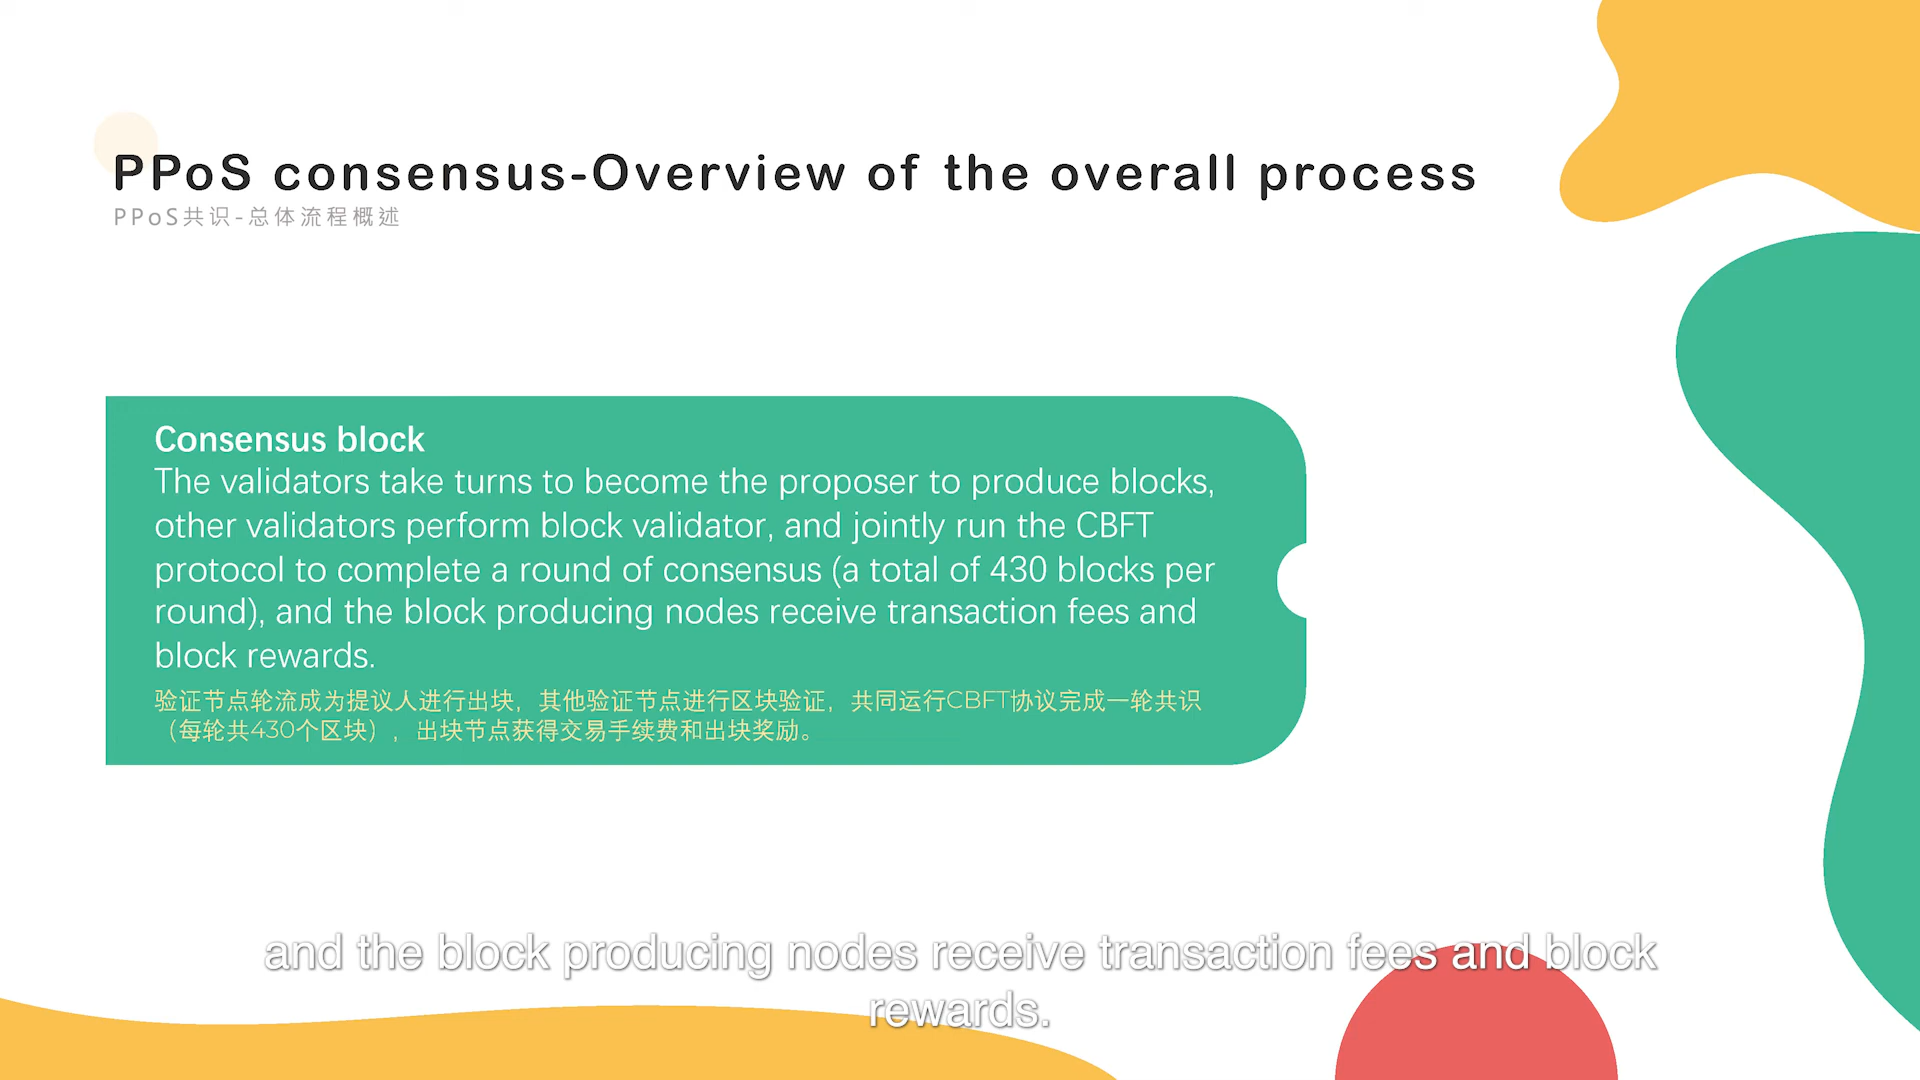 PPoS consensus-Overview of the overall process
PPoS共识-总体流程概述
Consensus block
The validators take turns to become the proposer to produce blocks,
other validators perform block validator, and jointly run the CBFT
protocol to complete a round of consensus (a total of 430 blocks per
round), and the block producing nodes receive transaction fees and
block rewards.
验证节点轮流成为提议人进行出块，其他验证节点进行区块验证，共同运行CBFT协议完成一轮共识
（每轮共430个区块），出块节点获得交易手续费和出块奖励。
and the block producing nodes receive transaction fees and block
rewards.